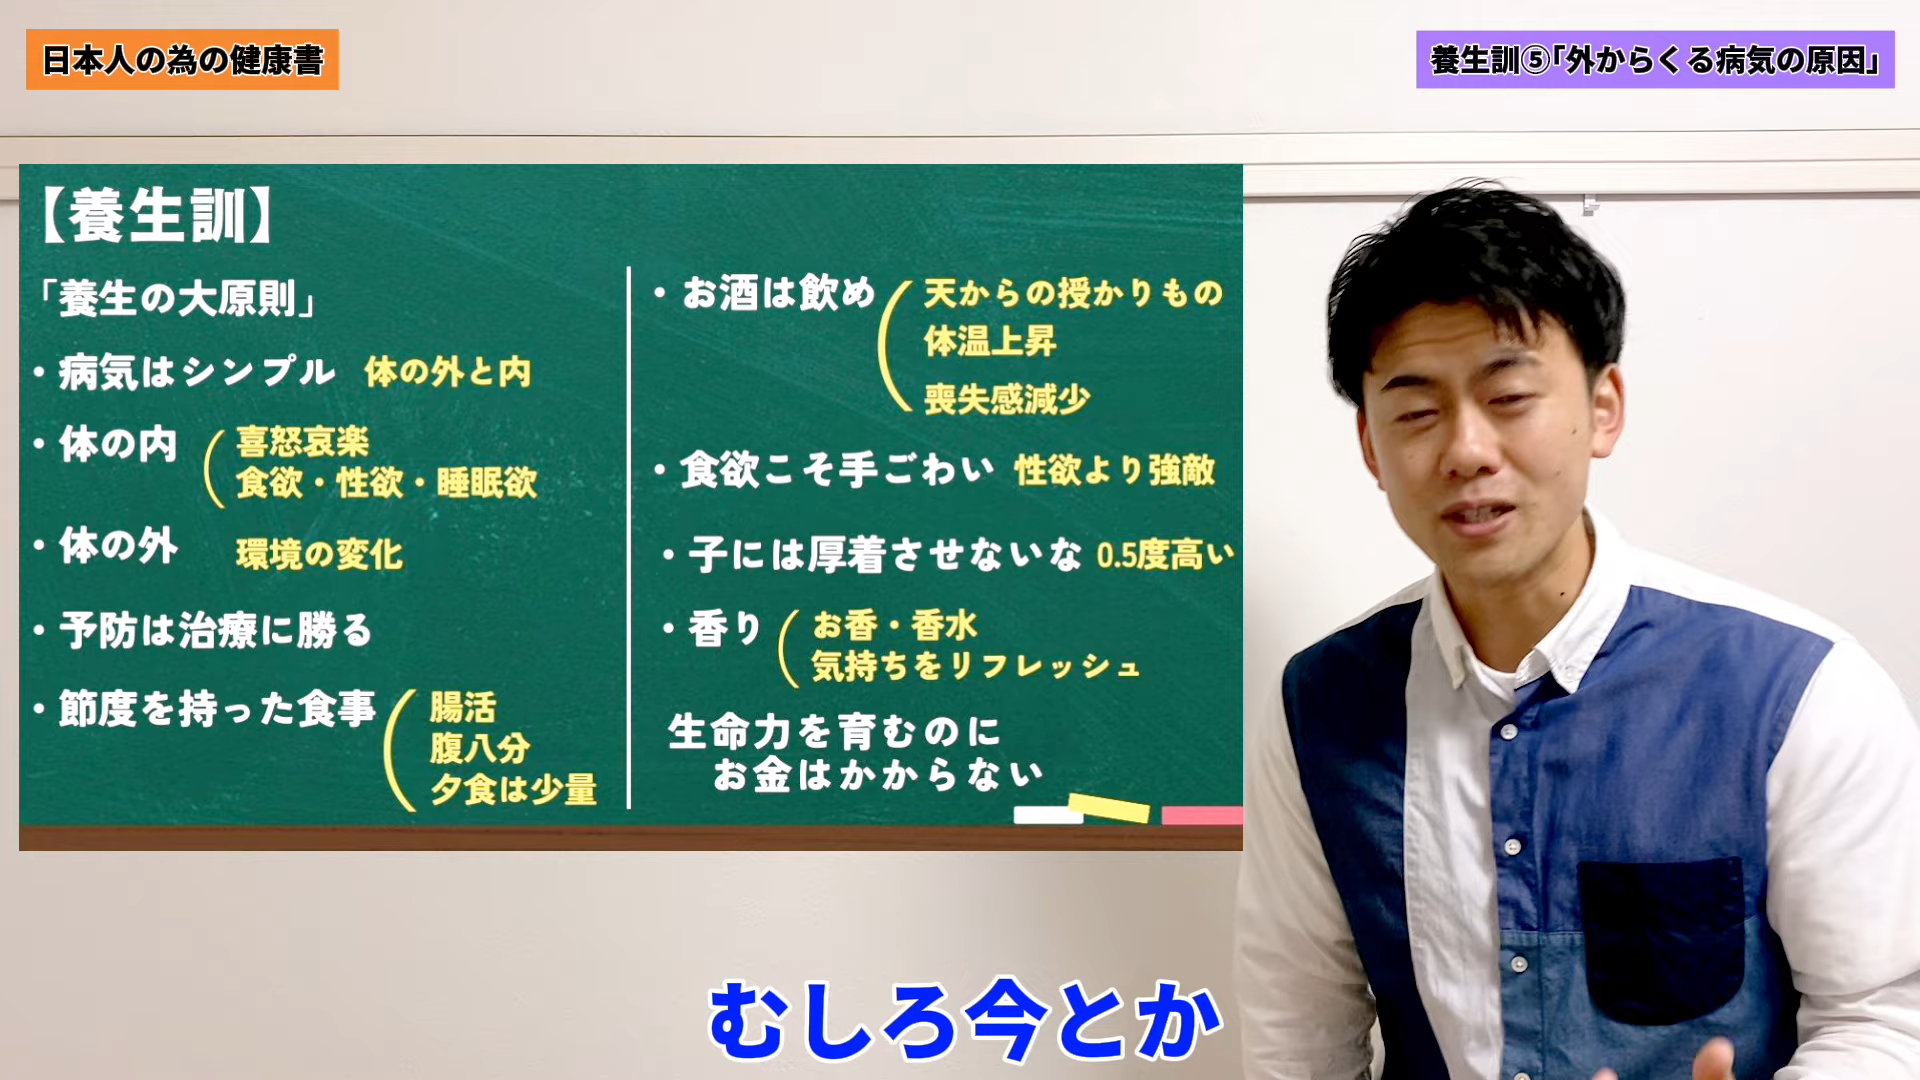 日本人の為の健康書
養生訓⑤「外からくる病気の原因」
【養生訓】
「養生の大原則」
・病気はシンプル 体の外と内
・体の内
喜怒哀楽
食欲・性欲・睡眠欲
・体の外 環境の変化
・予防は治療に勝る
・節度を持った食事
腸活
腹八分
夕食は少量
・お酒は飲め
天からの授かりもの
体温上昇
喪失感減少
・食欲こそ手ごわい 性欲より強敵
・子には厚着させないな 0.5度高い
・香り
お香・香水
気持ちをリフレッシュ
生命力を育むのに
お金はかからない
むしろ今とか